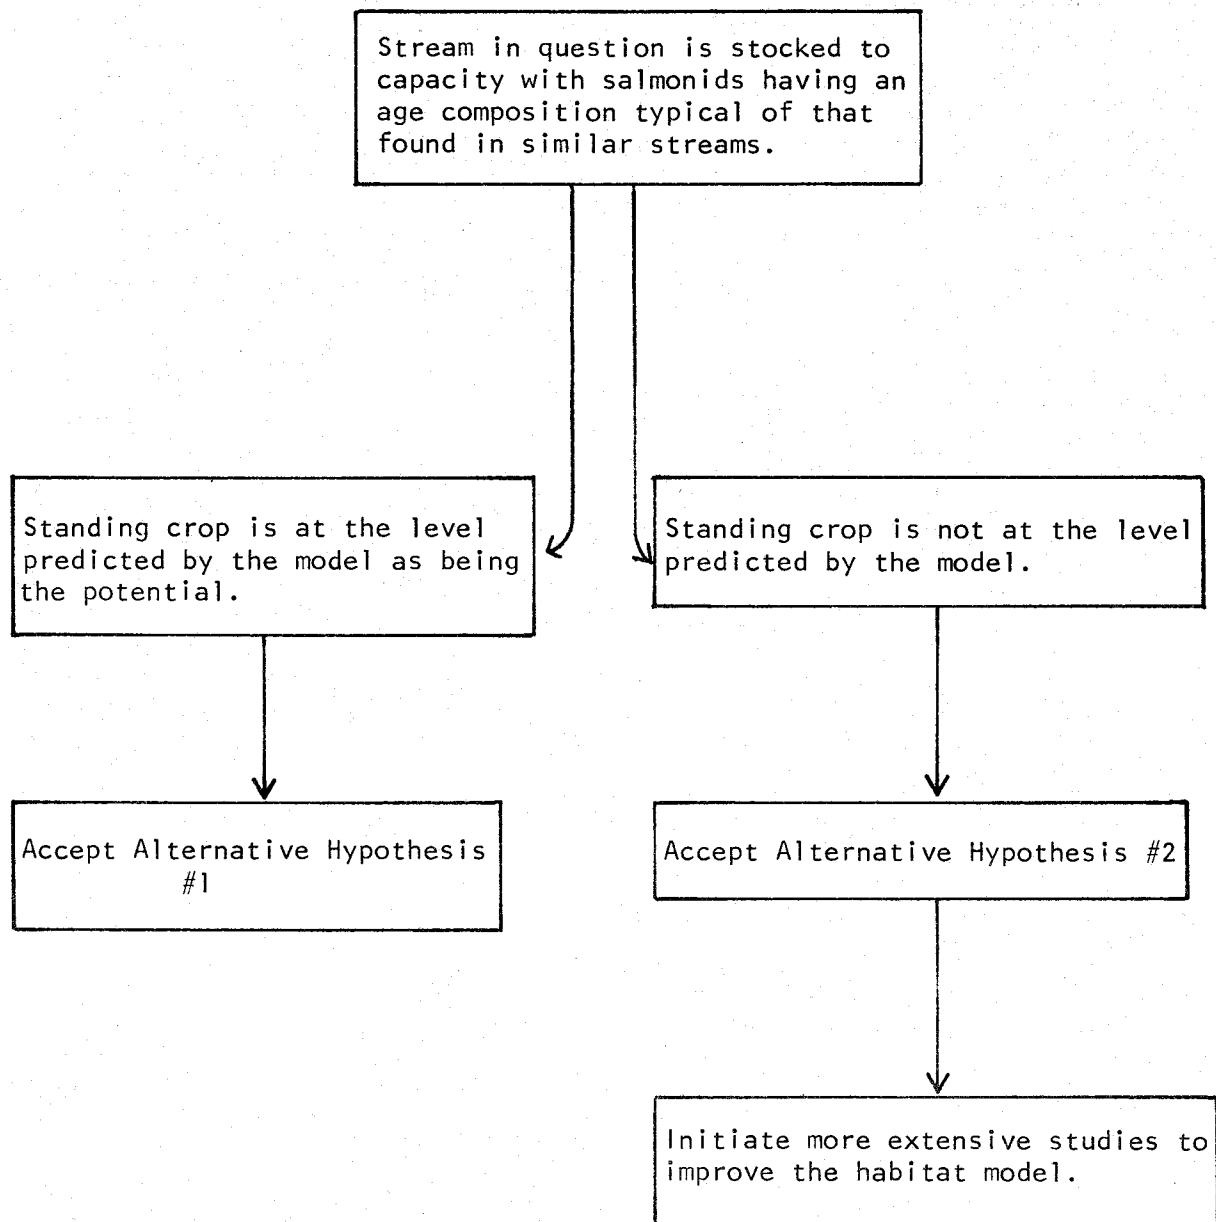 Stream in question is stocked to
capacity with salmonids having an
age composition typical of that
found in similar streams.
Standing crop is at the level
predicted by the model as being
the potential.
Standing crop is not at the level
predicted by the model.
Accept Alternative Hypothesis
#1
Accept Alternative Hypothesis #2
Initiate more extensive studies to
improve the habitat model.